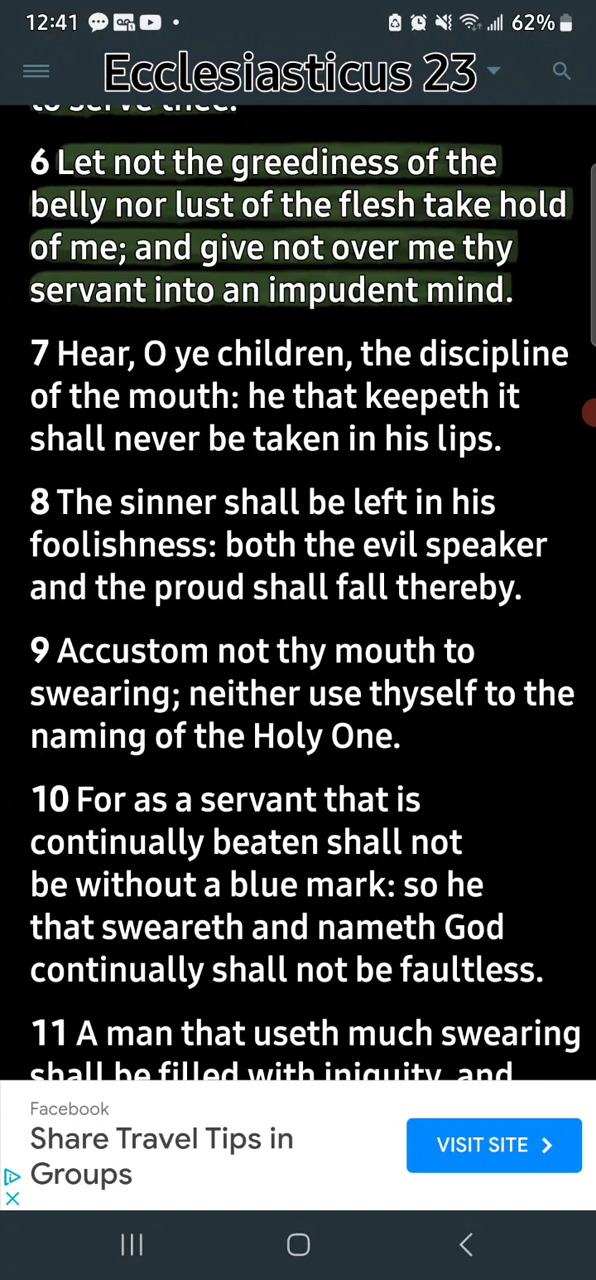 12:41
62%
Ecclesiasticus 23
to serve thee.
6 Let not the greediness of the
belly nor lust of the flesh take hold
of me; and give not over me thy
servant into an impudent mind.
7 Hear, O ye children, the discipline
of the mouth: he that keepeth it
shall never be taken in his lips.
8 The sinner shall be left in his
foolishness: both the evil speaker
and the proud shall fall thereby.
9 Accustom not thy mouth to
swearing; neither use thyself to the
naming of the Holy One.
10 For as a servant that is
continually beaten shall not
be without a blue mark: so he
that sweareth and nameth God
continually shall not be faultless.
11 A man that useth much swearing
shall be filled with iniquity, and
Facebook
Share Travel Tips in
Groups
VISIT SITE